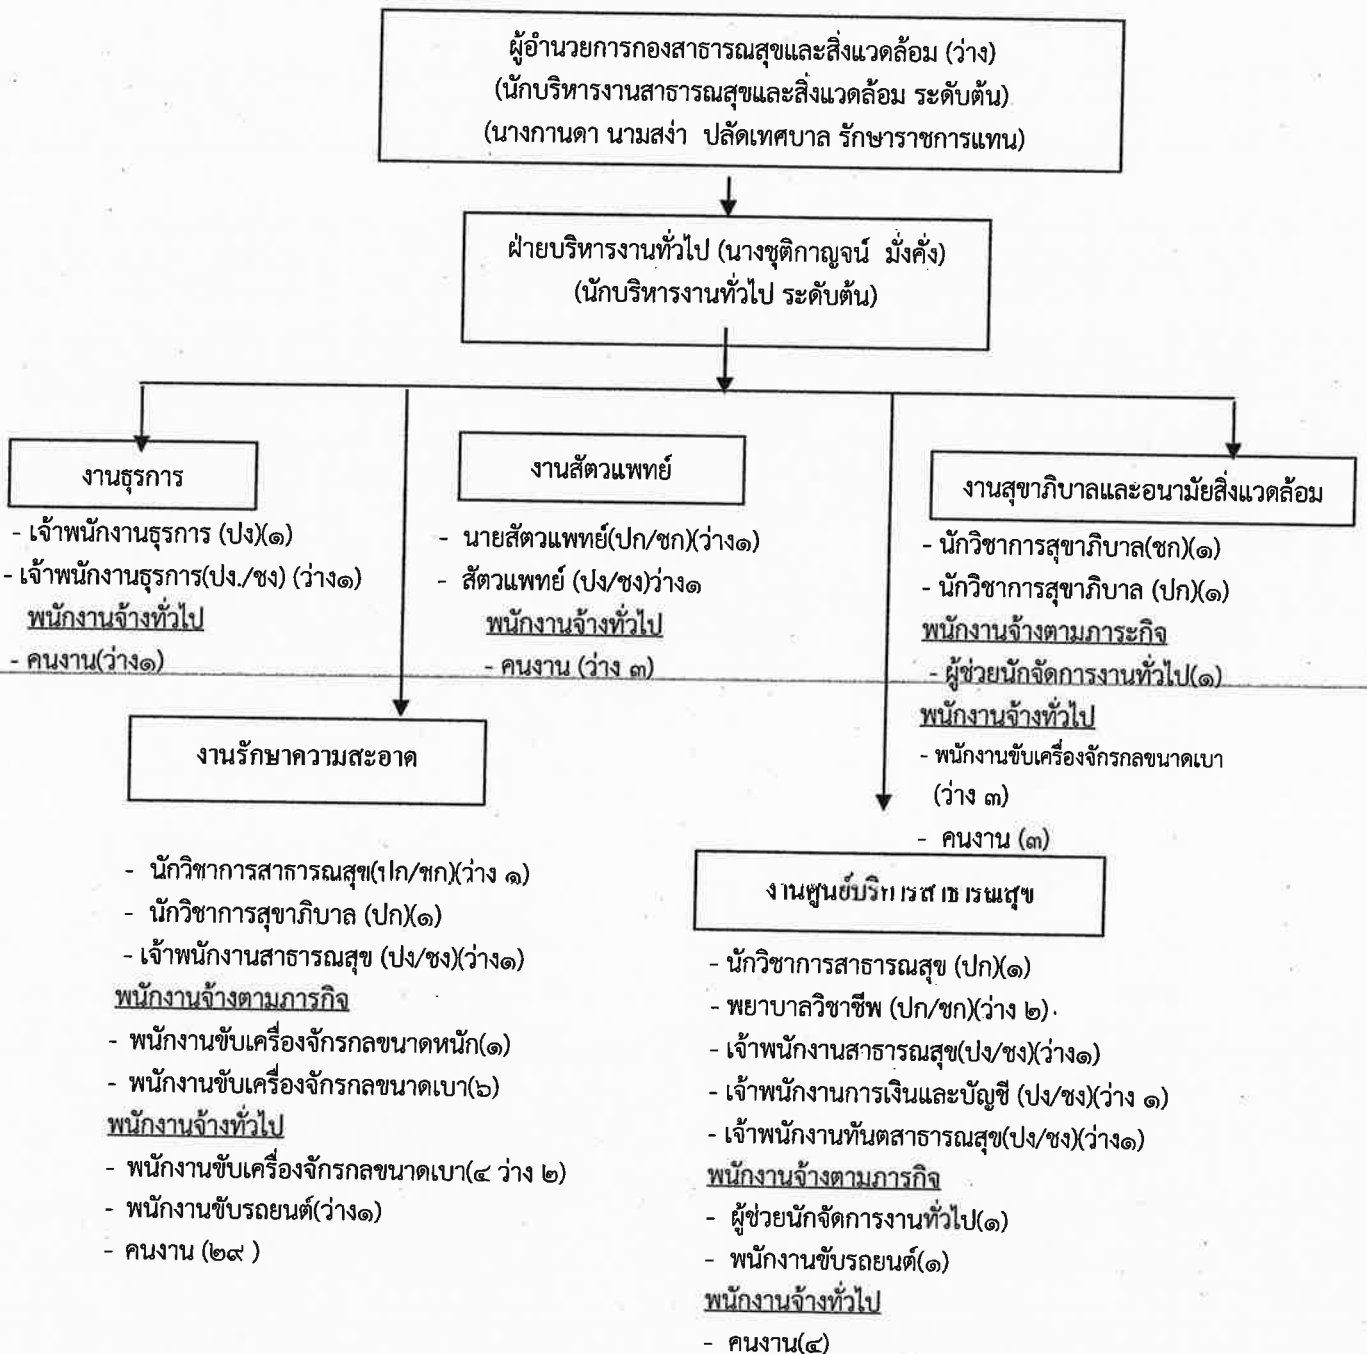 ผู้อำนวยการกองสาธารณสุขและสิ่งแวดล้อม (ว่าง)
(นักบริหารงานสาธารณสุขและสิ่งแวดล้อม ระดับต้น)
(นางกานดา นามสง่า ปลัดเทศบาล รักษาราชการแทน)
ฝ่ายบริหารงานทั่วไป (นางชุติกาญจน์ มั่งคั่ง)
(นักบริหารงานทั่วไป ระดับต้น)
งานธุรการ
- เจ้าพนักงานธุรการ (ปง)(๑)
- เจ้าพนักงานธุรการ(ปง./ชง) (ว่าง๑)
พนักงานจ้างทั่วไป
- คนงาน(ว่าง๑)
งานสัตวแพทย์
- นายสัตวแพทย์(ปก/ชก)(ว่าง๑)
- สัตวแพทย์ (ปง/ชง)ว่าง๑
พนักงานจ้างทั่วไป
- คนงาน (ว่าง ๓)
งานสุขาภิบาลและอนามัยสิ่งแวดล้อม
- นักวิชาการสุขาภิบาล(ชก)(๑)
- นักวิชาการสุขาภิบาล (ปก)(๑)
พนักงานจ้างตามภาระกิจ
- ผู้ช่วยนักจัดการงานทั่วไป(๑)
พนักงานจ้างทั่วไป
- พนักงานขับเครื่องจักรกลขนาดเบา
(ว่าง ๓)
- คนงาน (๓)
งานรักษาความสะอาด
- นักวิชาการสาธารณสุข(ปก/ชก)(ว่าง ๑)
- นักวิชาการสุขาภิบาล (ปก)(๑)
- เจ้าพนักงานสาธารณสุข (ปง/ชง)(ว่าง๑)
พนักงานจ้างตามภารกิจ
- พนักงานขับเครื่องจักรกลขนาดหนัก(๑)
- พนักงานขับเครื่องจักรกลขนาดเบา(๖)
พนักงานจ้างทั่วไป
- พนักงานขับเครื่องจักรกลขนาดเบา(๔ ว่าง ๒)
- พนักงานขับรถยนต์(ว่าง๑)
- คนงาน (๒๙ )
งานศูนย์บริการสาธารณสุข
- นักวิชาการสาธารณสุข (ปก)(๑)
- พยาบาลวิชาชีพ (ปก/ชก)(ว่าง ๒)
- เจ้าพนักงานสาธารณสุข(ปง/ชง)(ว่าง๑)
- เจ้าพนักงานการเงินและบัญชี (ปง/ชง)(ว่าง ๑)
- เจ้าพนักงานทันตสาธารณสุข(ปง/ชง)(ว่าง๑)
พนักงานจ้างตามภารกิจ
- ผู้ช่วยนักจัดการงานทั่วไป(๑)
- พนักงานขับรถยนต์(๑)
พนักงานจ้างทั่วไป
- คนงาน(๔)